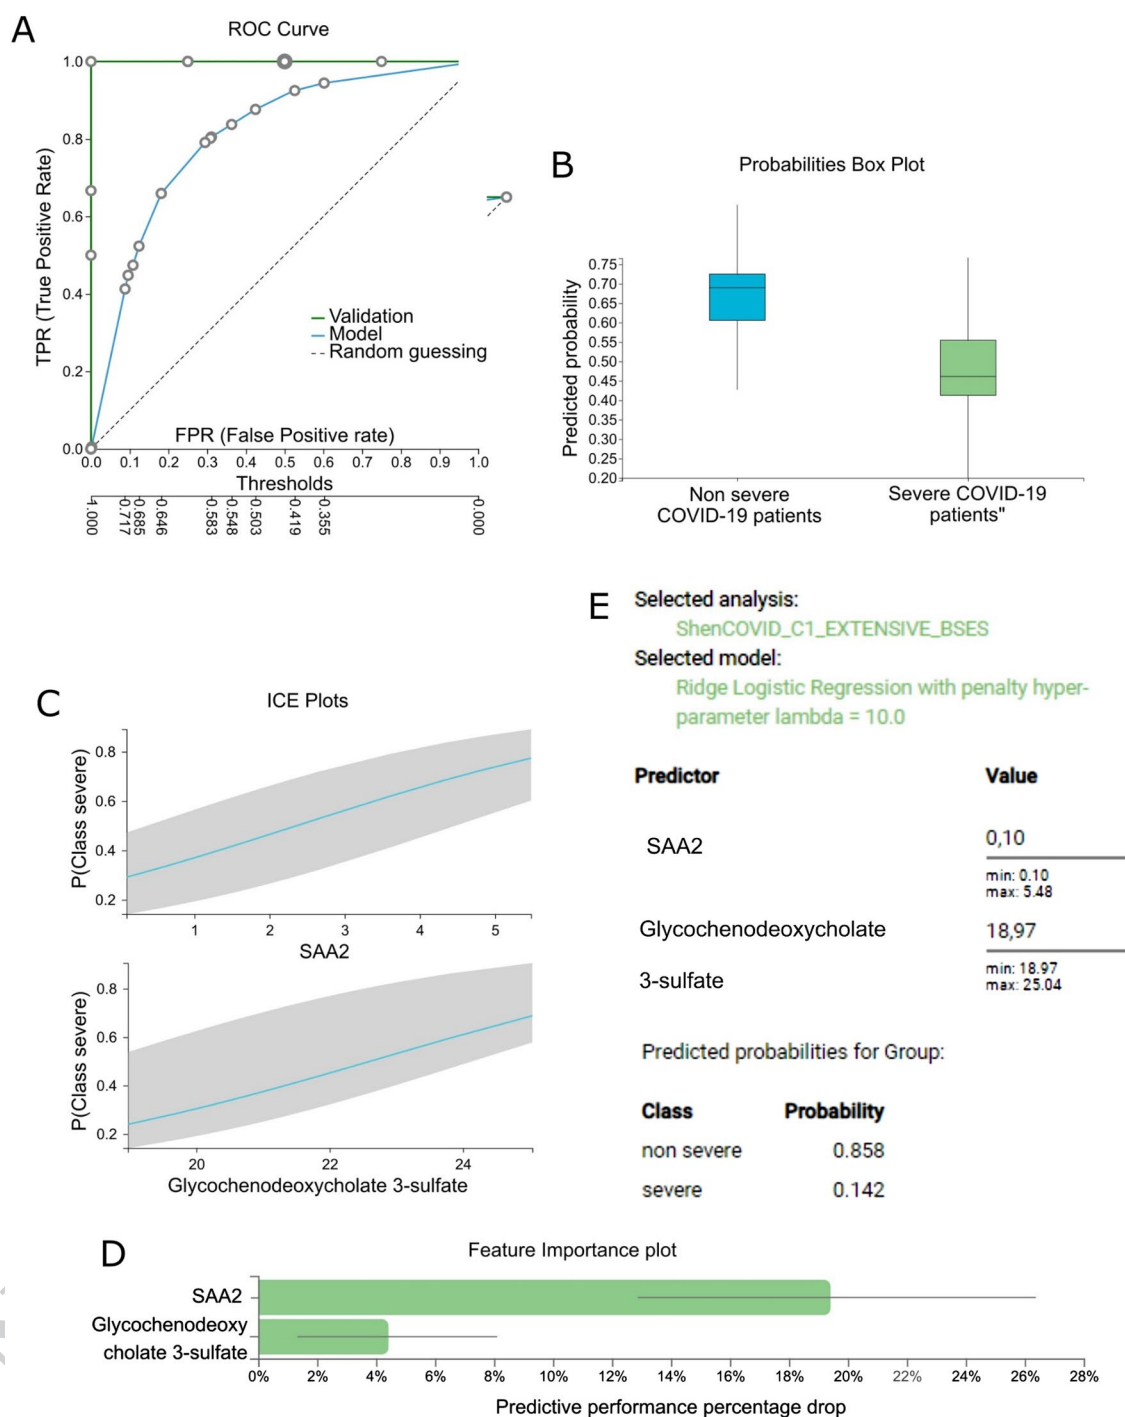 A
ROC Curve
TPR (True Positive Rate)
1.0
0.8
0.6
0.4
0.2
0.0
Validation
Model
Random guessing
FPR (False Positive rate)
0.0 0.1 0.2 0.3 0.4 0.5 0.6 0.7 0.8 0.9 1.0
Thresholds
1.000 0.717 0.685 0.646 0.583 0.548 0.503 0.419 0.355 0.000
B
Probabilities Box Plot
Predicted probability
0.75
0.70
0.65
0.60
0.55
0.50
0.45
0.40
0.35
0.30
0.25
0.20
Non severe
COVID-19 patients
Severe COVID-19
patients"
C
ICE Plots
P(Class severe)
0.8
0.6
0.4
0.2
1 2 3 4 5
SAA2
P(Class severe)
0.8
0.6
0.4
0.2
20 22 24
Glycochenodeoxycholate 3-sulfate
E
Selected analysis:
ShenCOVID_C1_EXTENSIVE_BSES
Selected model:
Ridge Logistic Regression with penalty hyper-
parameter lambda = 10.0
Predictor Value
SAA2 0,10
min: 0.10
max: 5.48
Glycochenodeoxycholate 18,97
3-sulfate
min: 18.97
max: 25.04
Predicted probabilities for Group:
Class Probability
non severe 0.858
severe 0.142
D
Feature Importance plot
SAA2
Glycochenodeoxy
cholate 3-sulfate
0% 2% 4% 6% 8% 10% 12% 14% 16% 18% 20% 22% 24% 26% 28%
Predictive performance percentage drop